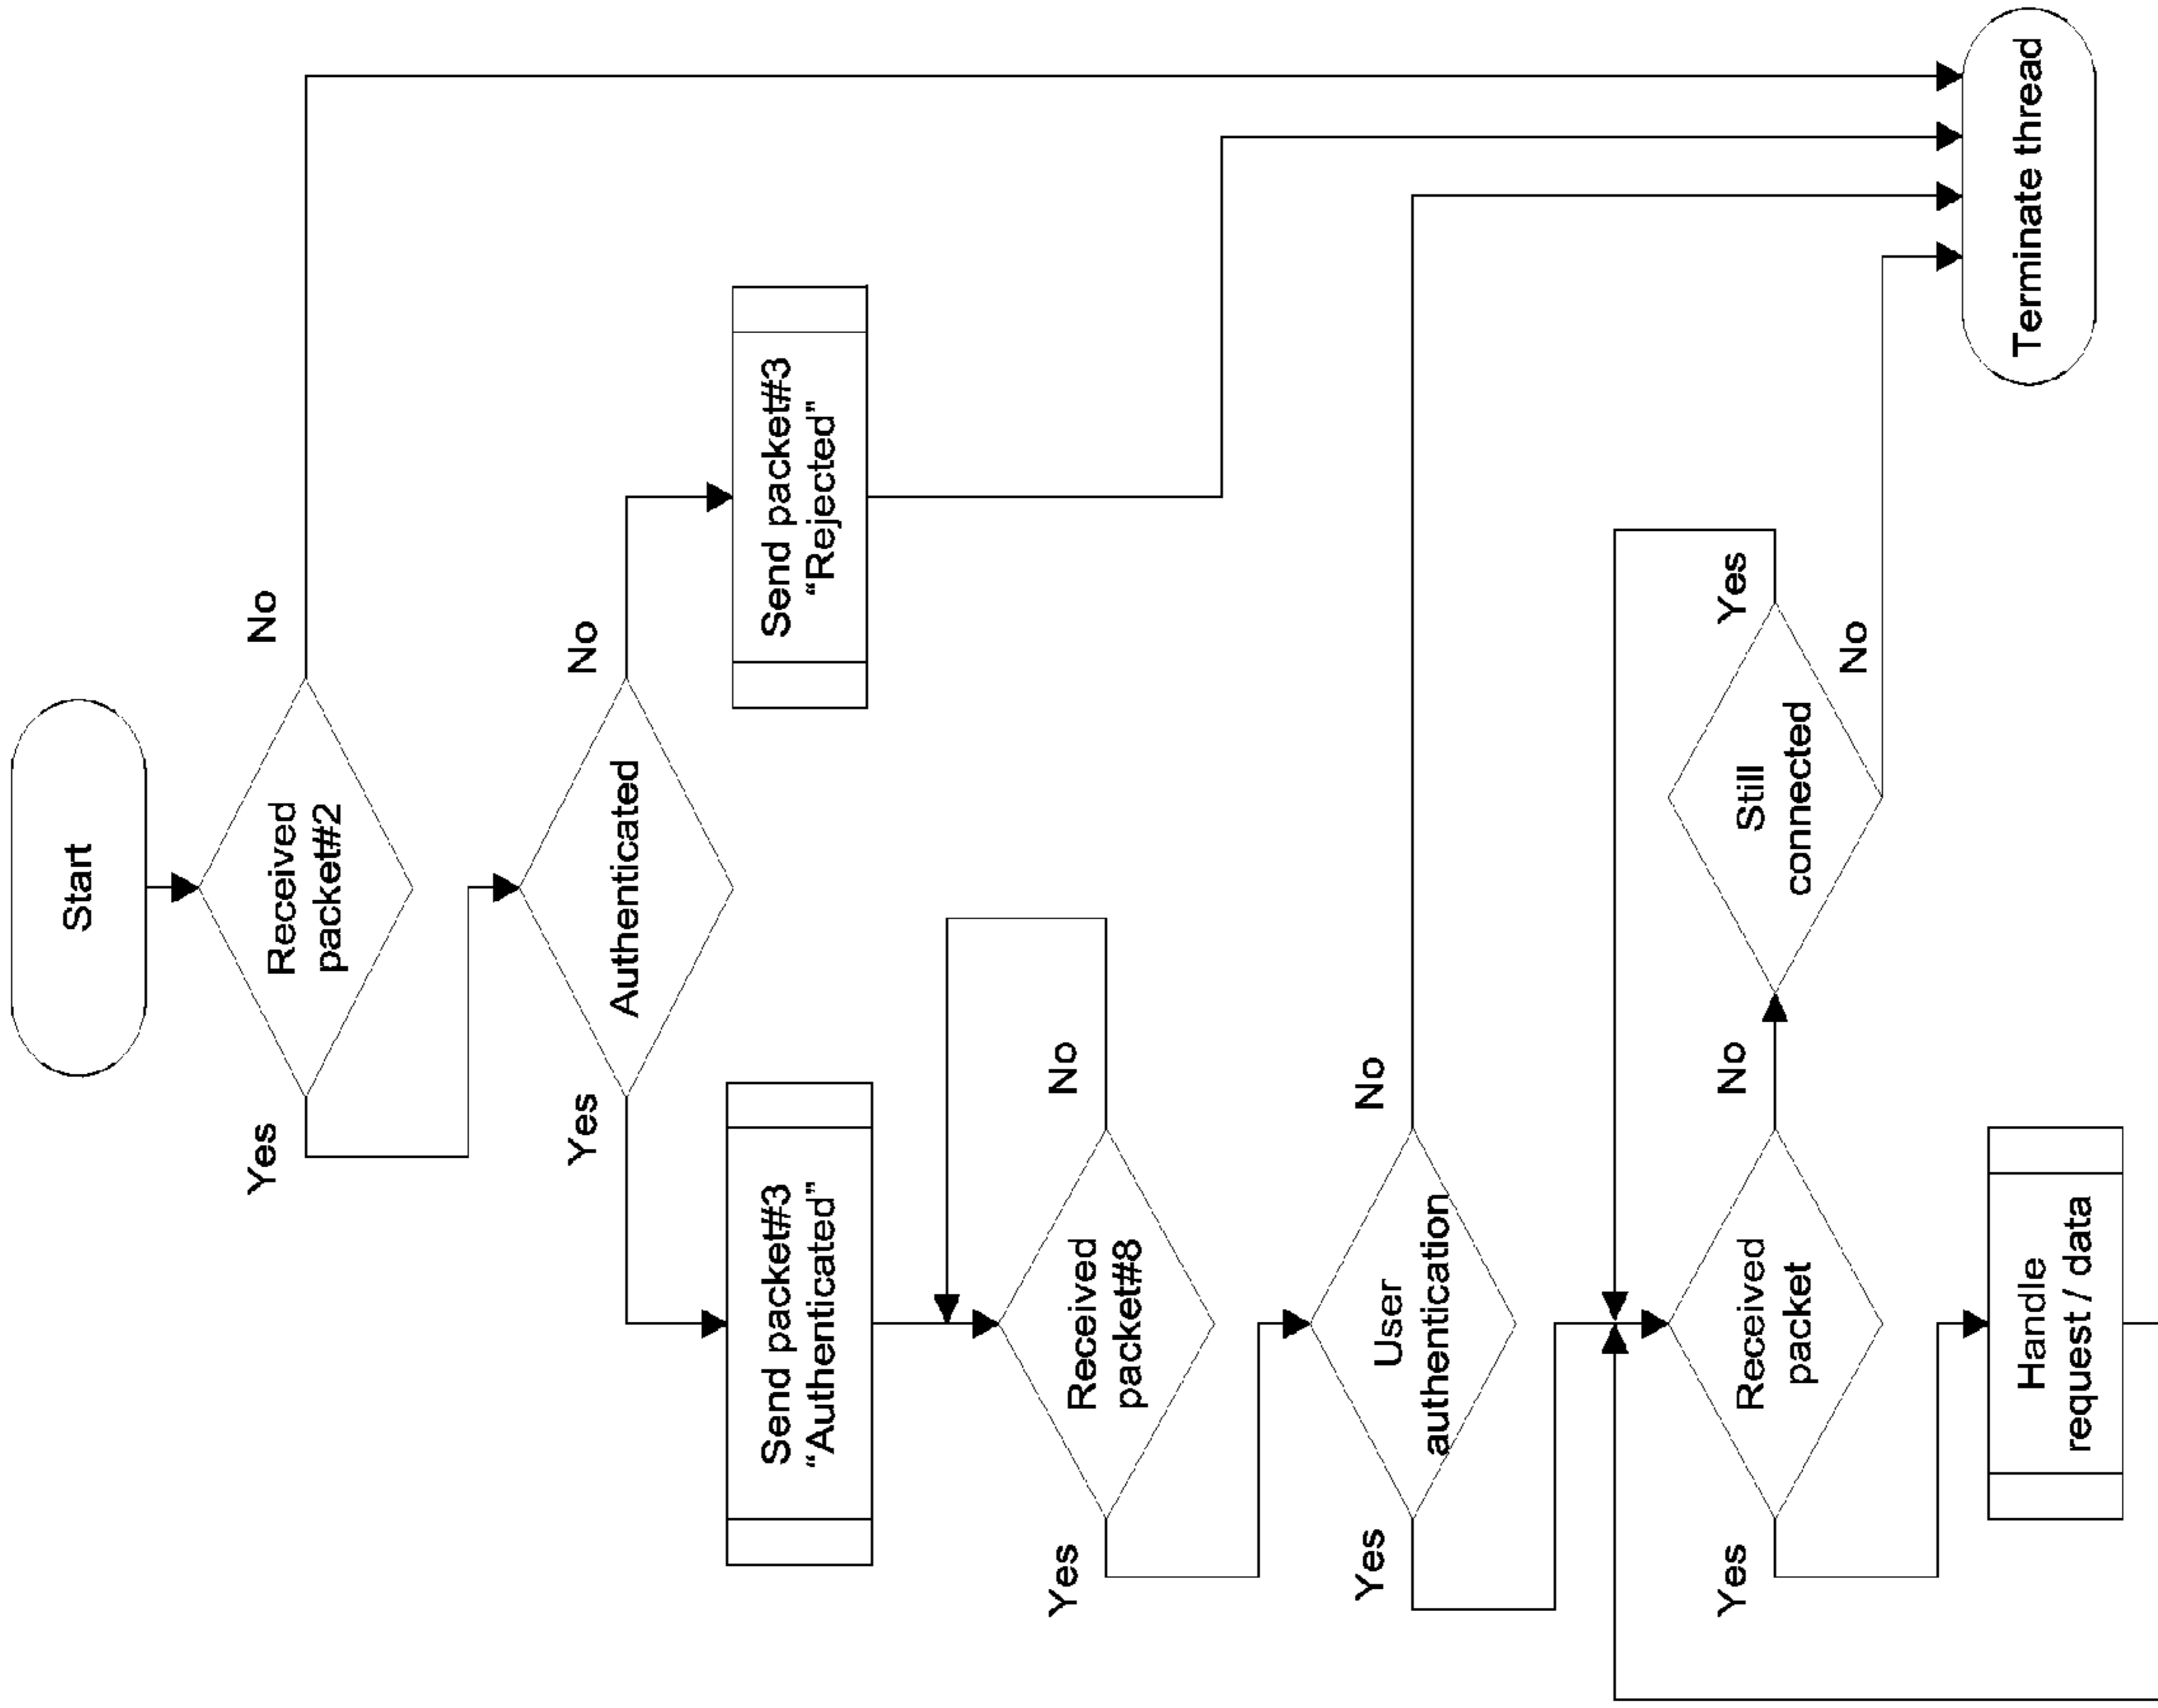 Start
Received
packet#2
Yes
No
Authenticated
Yes
No
Send packet#3
“Authenticated”
Send packet#3
“Rejected”
Received
packet#8
Yes
No
User
authentication
Yes
No
Received
packet
Yes
No
Still
connected
Yes
No
Handle
request / data
Terminate thread